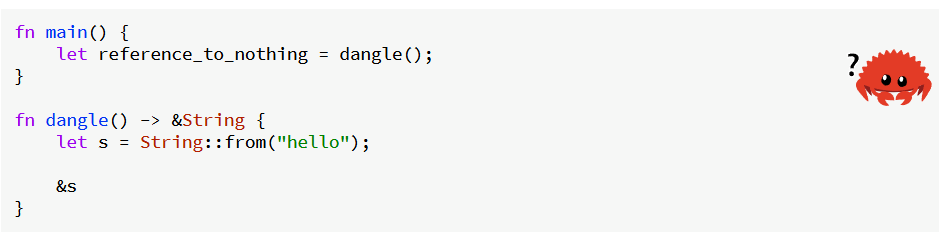 fn main() {
    let reference_to_nothing = dangle();
}
?
fn dangle() -> &String {
    let s = String::from("hello");
    &s
}